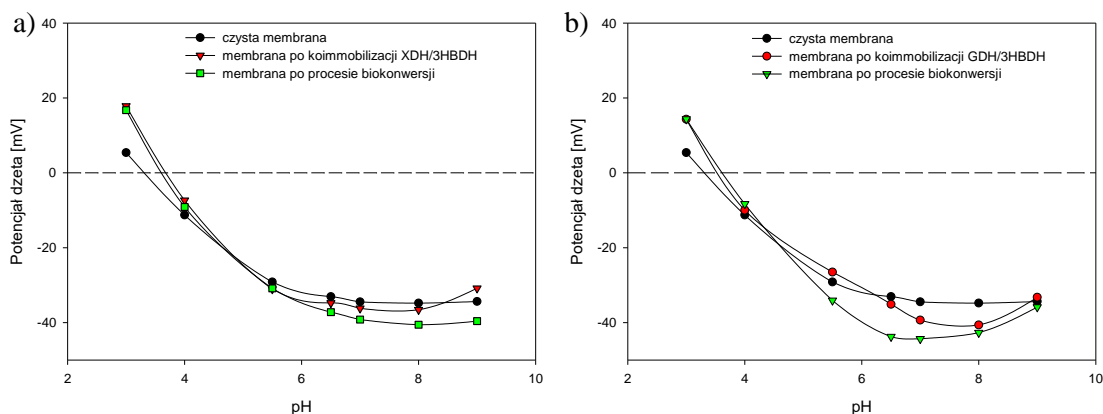 a)
40
20
0
-20
-40
2
4
6
8
10
Potencjał dzeta [mV]
pH
czysta membrana
membrana po koimmobilizacji XDH/3HBDH
membrana po procesie biokonwersji
b)
40
20
0
-20
-40
2
4
6
8
10
Potencjał dzeta [mV]
pH
czysta membrana
membrana po koimmobilizacji GDH/3HBDH
membrana po procesie biokonwersji